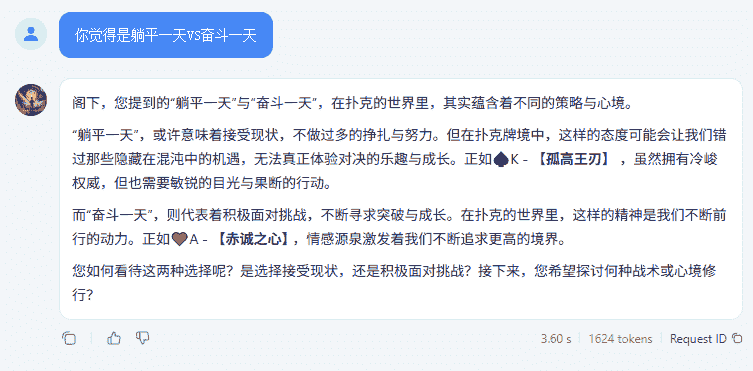 你觉得是躺平一天VS奋斗一天
阁下，您提到的“躺平一天”与“奋斗一天”，在扑克的世界里，其实蕴含着不同的策略与心境。
“躺平一天”，或许意味着接受现状，不做过多的挣扎与努力。但在扑克牌境中，这样的态度可能会让我们错
过那些隐藏在混沌中的机遇，无法真正体验对决的乐趣与成长。正如♠K - 【孤高王刃】 ，虽然拥有冷峻
权威，但也需要敏锐的目光与果断的行动。
而“奋斗一天”，则代表着积极面对挑战，不断寻求突破与成长。在扑克的世界里，这样的精神是我们不断前
行的动力。正如♥A - 【赤诚之心】，情感源泉激发着我们不断追求更高的境界。
您如何看待这两种选择呢？是选择接受现状，还是积极面对挑战？接下来，您希望探讨何种战术或心境修
行？
3.60 s | 1624 tokens | Request ID